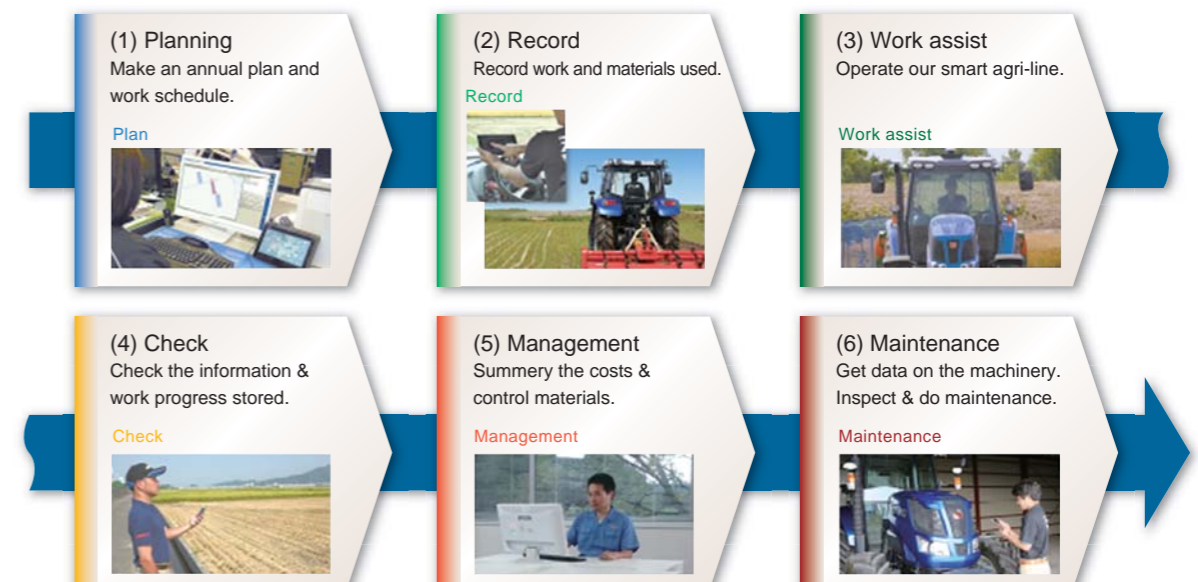 (1) Planning
Make an annual plan and
work schedule.
Plan
(2) Record
Record work and materials used.
Record
(3) Work assist
Operate our smart agri-line.
Work assist
(4) Check
Check the information &
work progress stored.
Check
(5) Management
Summery the costs &
control materials.
Management
(6) Maintenance
Get data on the machinery.
Inspect & do maintenance.
Maintenance